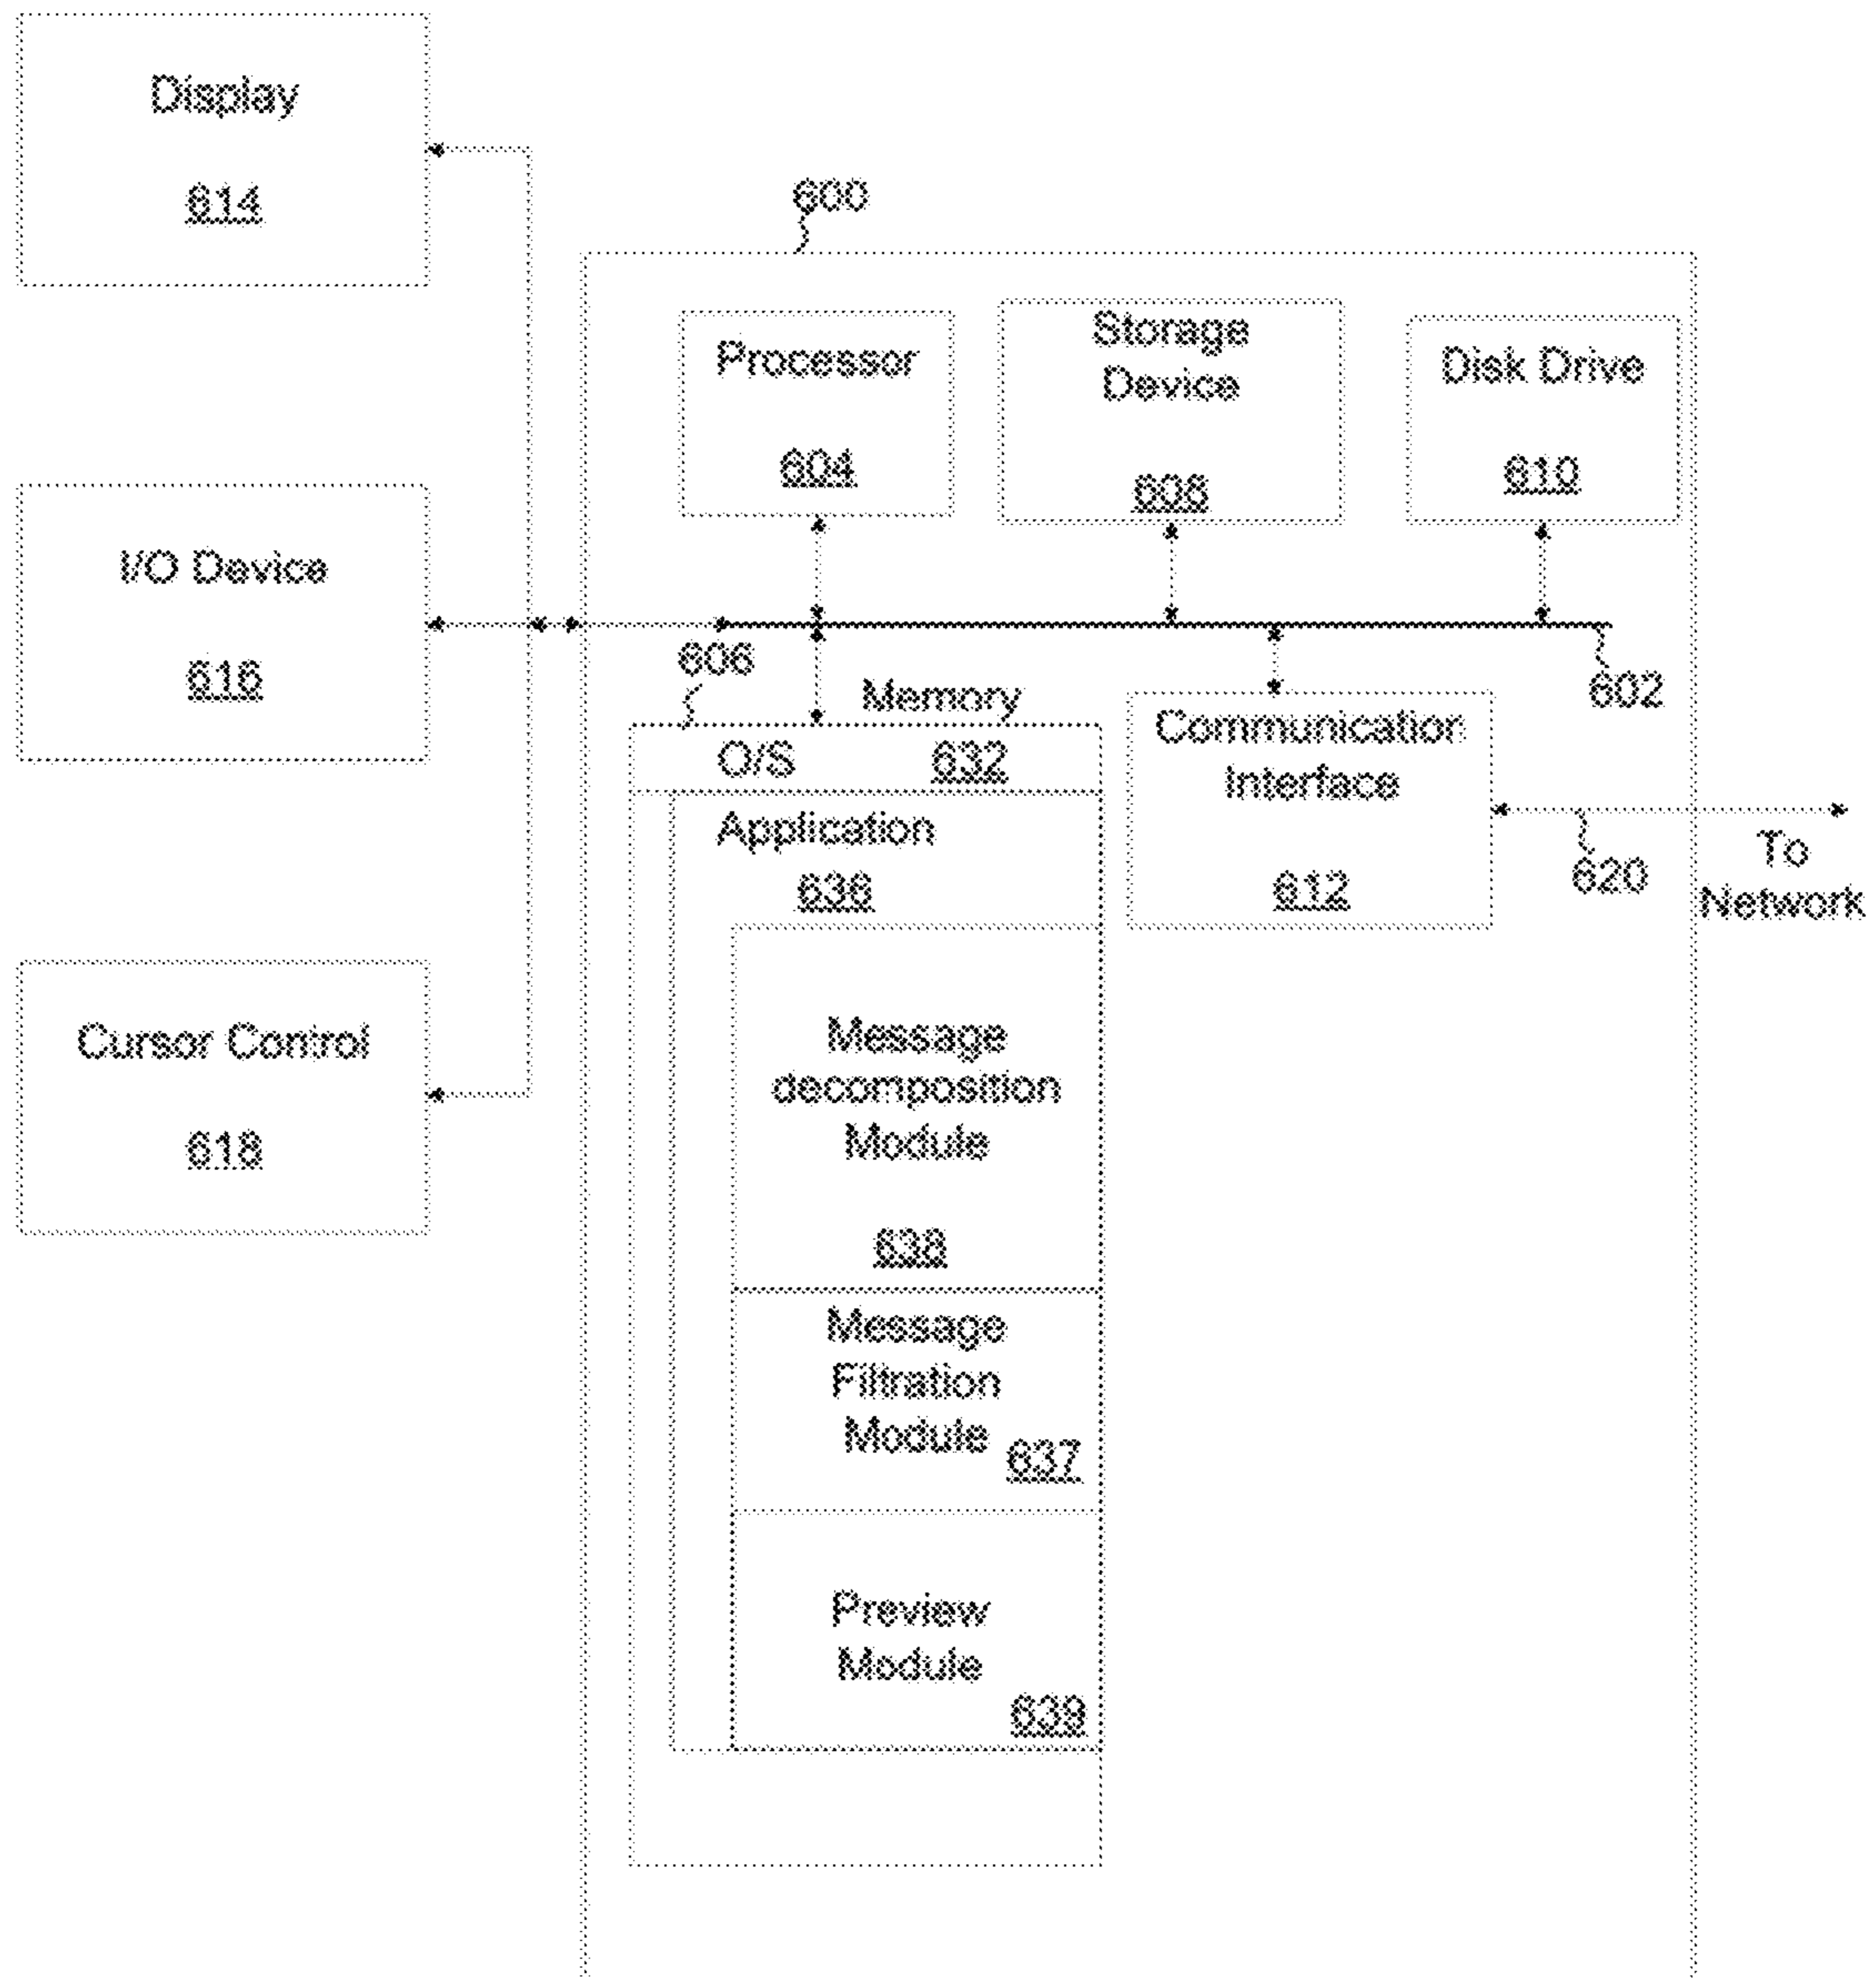 Display
614
600
Processor
604
Storage
Device
608
Disk Drive
610
I/O Device
616
606
Memory
602
O/S 632
Communication
Interface
612
Application
636
620
To
Network
Cursor Control
618
Message
decomposition
Module
638
Message
Filtration
Module
637
Preview
Module
639